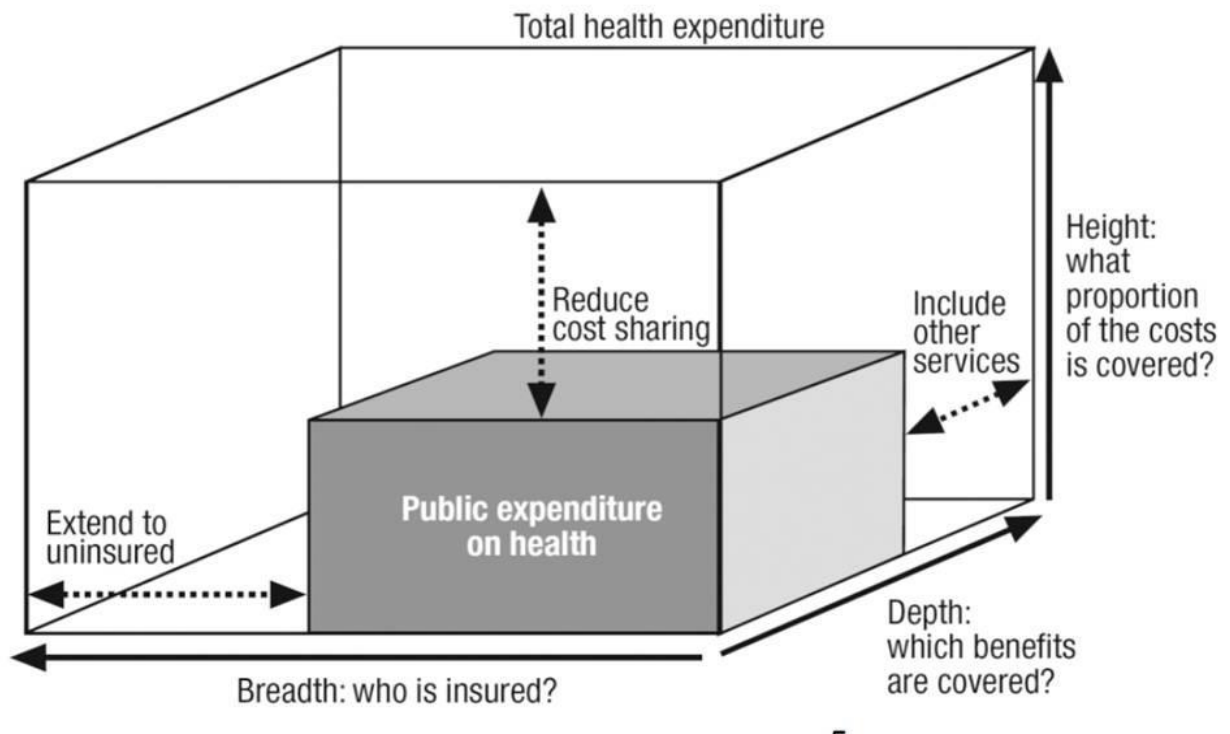 Total health expenditure
Height:
what
proportion
of the costs
is covered?
Reduce
cost sharing
Include
other
services
Public expenditure
on health
Extend to
uninsured
Depth:
which benefits
are covered?
Breadth: who is insured?